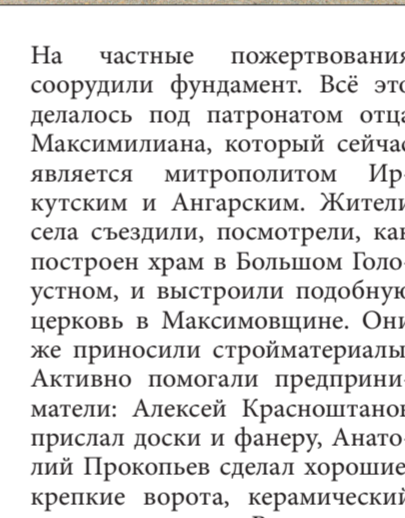 На частные пожертвования
соорудили фундамент. Всё это
делалось под патронатом отца
Максимилиана, который сейчас
является митрополитом Ир-
кутским и Ангарским. Жители
села съездили, посмотрели, как
построен храм в Большом Голо-
устном, и выстроили подобную
церковь в Максимовщине. Они
же приносили стройматериалы.
Активно помогали предприни-
матели: Алексей Красноштанов
прислал доски и фанеру, Анато-
лий Прокопьев сделал хорошие
крепкие ворота, керамический